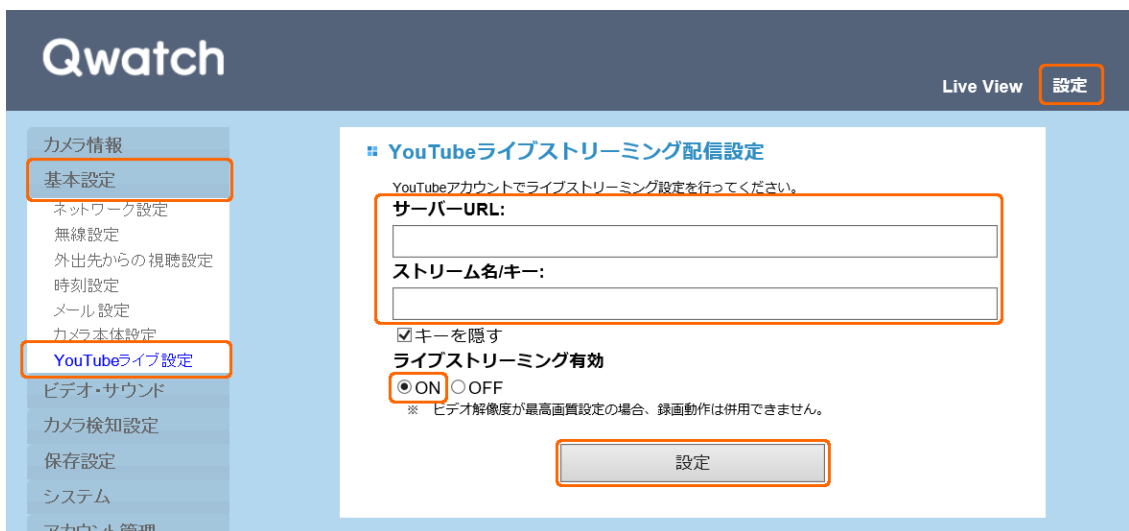 Qwatch
Live View 設定
カメラ情報
基本設定
ネットワーク設定
無線設定
外出先からの視聴設定
時刻設定
メール設定
カメラ本体設定
YouTubeライブ設定
ビデオ・サウンド
カメラ検知設定
保存設定
システム
アカウント管理
YouTubeライブストリーミング配信設定
YouTubeアカウントでライブストリーミング設定を行ってください。
サーバーURL:
ストリーム名/キー:
キーを隠す
ライブストリーミング有効
ON OFF
※ ビデオ解像度が最高画質設定の場合、録画動作は併用できません。
設定